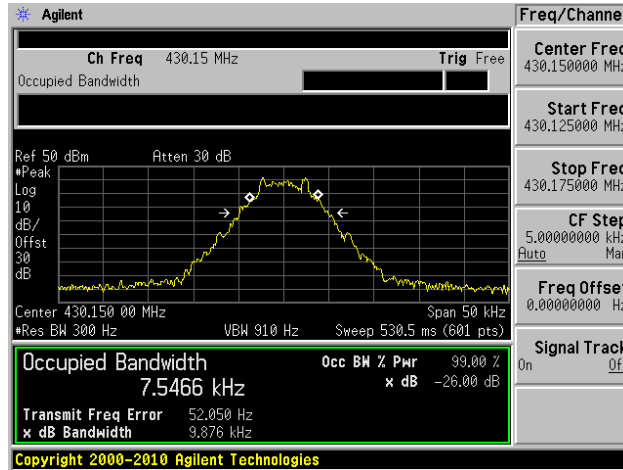 Agilent
Freq/Channe
Ch Freq 430.15 MHz Trig Free
Occupied Bandwidth
Center Freq
430.150000 MHz
Start Freq
430.125000 MHz
Stop Freq
430.175000 MHz
CF Step
5.00000000 kHz
Auto Man
Freq Offset
0.00000000 Hz
Signal Track
On Off
Ref 50 dBm Atten 30 dB
#Peak
Log
10
dB/
Offst
30
dB
Center 430.150 00 MHz Span 50 kHz
#Res BW 300 Hz VBW 910 Hz Sweep 530.5 ms (601 pts)
Occupied Bandwidth Occ BW % Pwr 99.00 %
7.5466 kHz x dB -26.00 dB
Transmit Freq Error 52.050 Hz
x dB Bandwidth 9.876 kHz
Copyright 2000-2010 Agilent Technologies